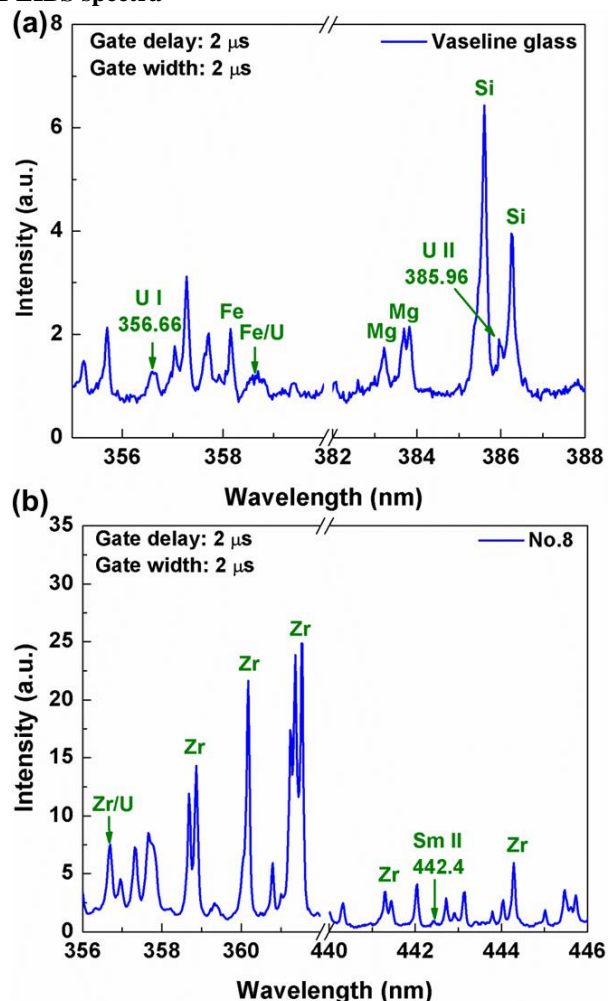 (a)
8
6
4
2
0
Intensity (a.u.)
Gate delay: 2 μs
Gate width: 2 μs
Vaseline glass
U I
356.66
Fe
Fe/U
Mg
Mg
U II
385.96
Si
Si
356 358 382 384 386 388
Wavelength (nm)
(b)
35
30
25
20
15
10
5
0
Intensity (a.u.)
Gate delay: 2 μs
Gate width: 2 μs
No.8
Zr/U
Zr
Zr
Zr
Zr
Sm II
442.4
Zr
356 357 358 360 440 442 444 446
Wavelength (nm)